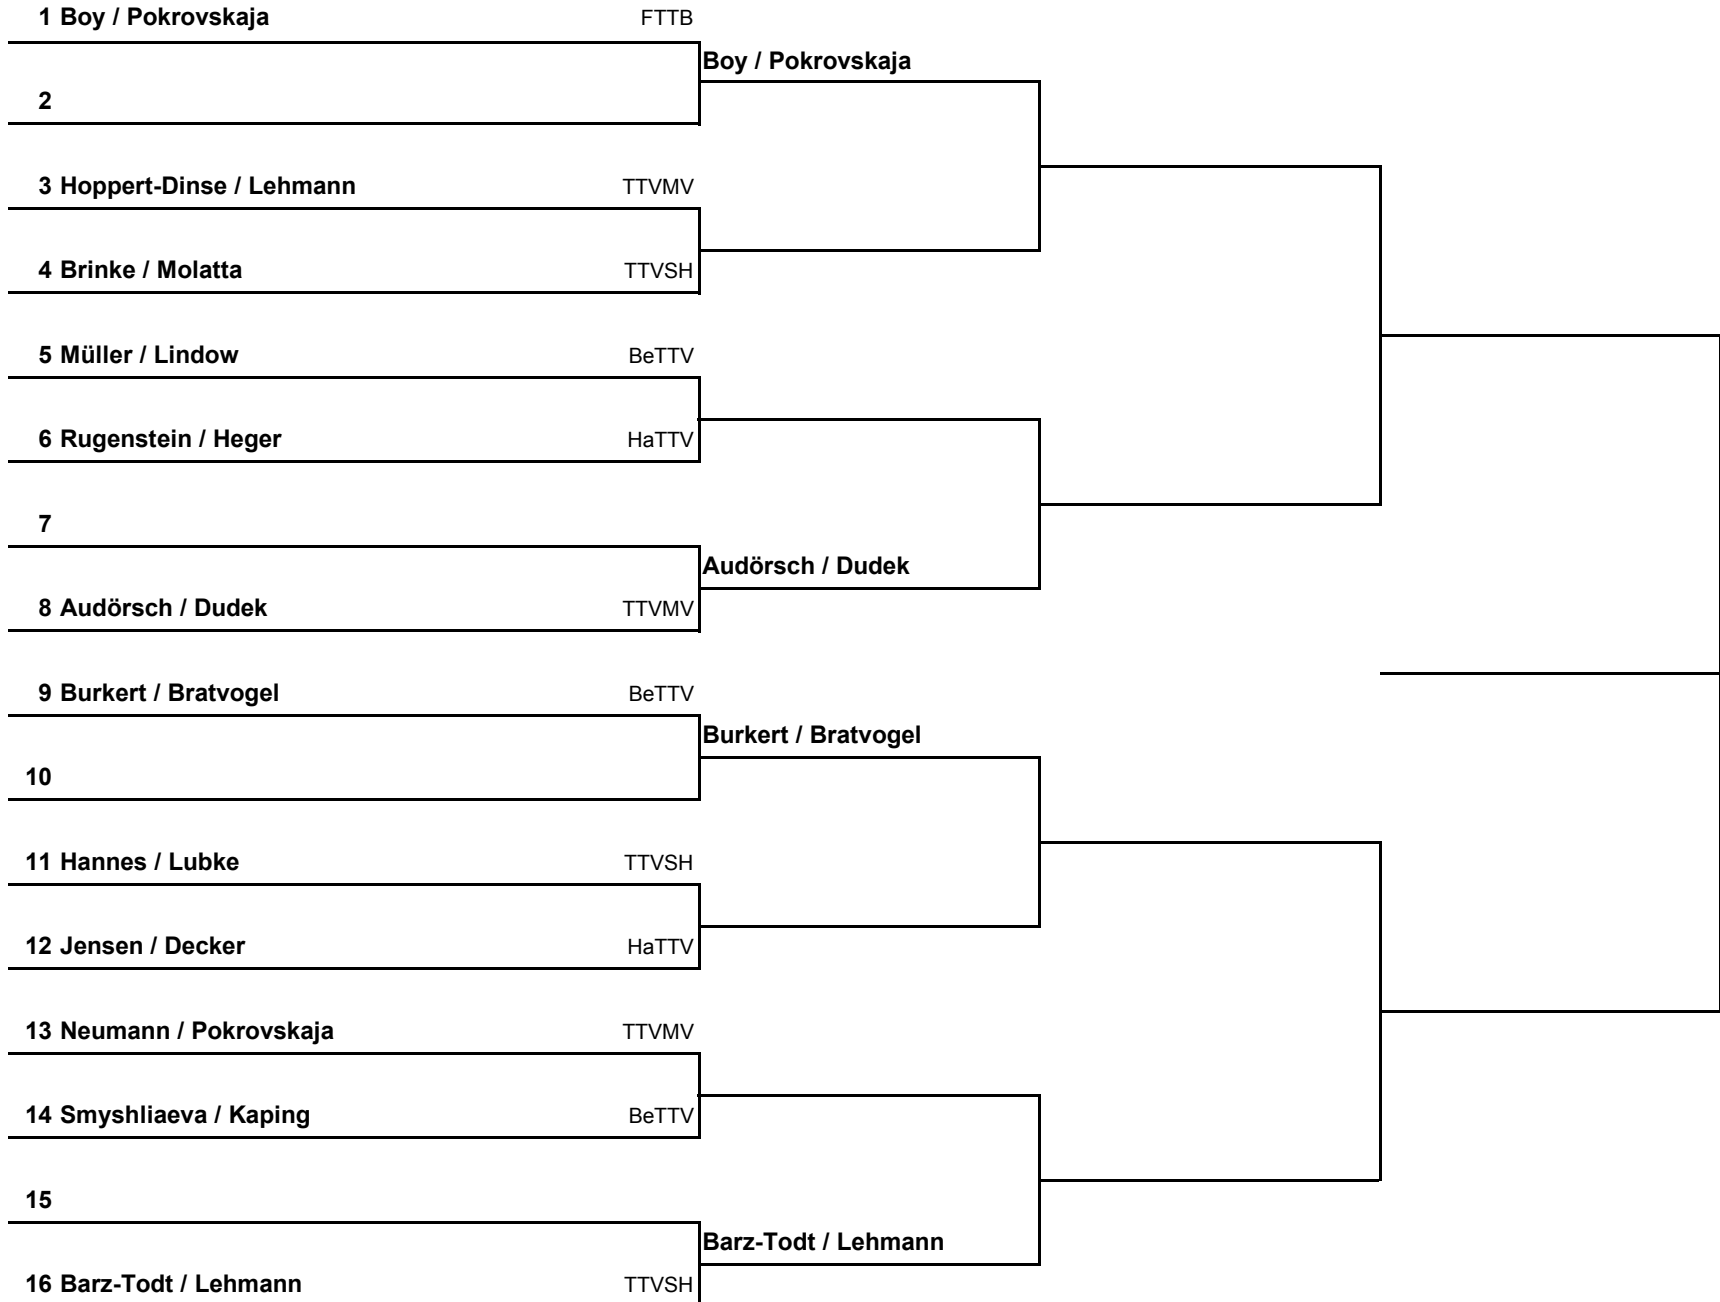 1 Boy / Pokrovskaja FTTB
Boy / Pokrovskaja
2
3 Hoppert-Dinse / Lehmann TTVMV
4 Brinke / Molatta TTVSH
5 Müller / Lindow BeTTV
6 Rugenstein / Heger HaTTV
7
Audörsch / Dudek
8 Audörsch / Dudek TTVMV
9 Burkert / Bratvogel BeTTV
Burkert / Bratvogel
10
11 Hannes / Lubke TTVSH
12 Jensen / Decker HaTTV
13 Neumann / Pokrovskaja TTVMV
14 Smyshliaeva / Kaping BeTTV
15
Barz-Todt / Lehmann
16 Barz-Todt / Lehmann TTVSH